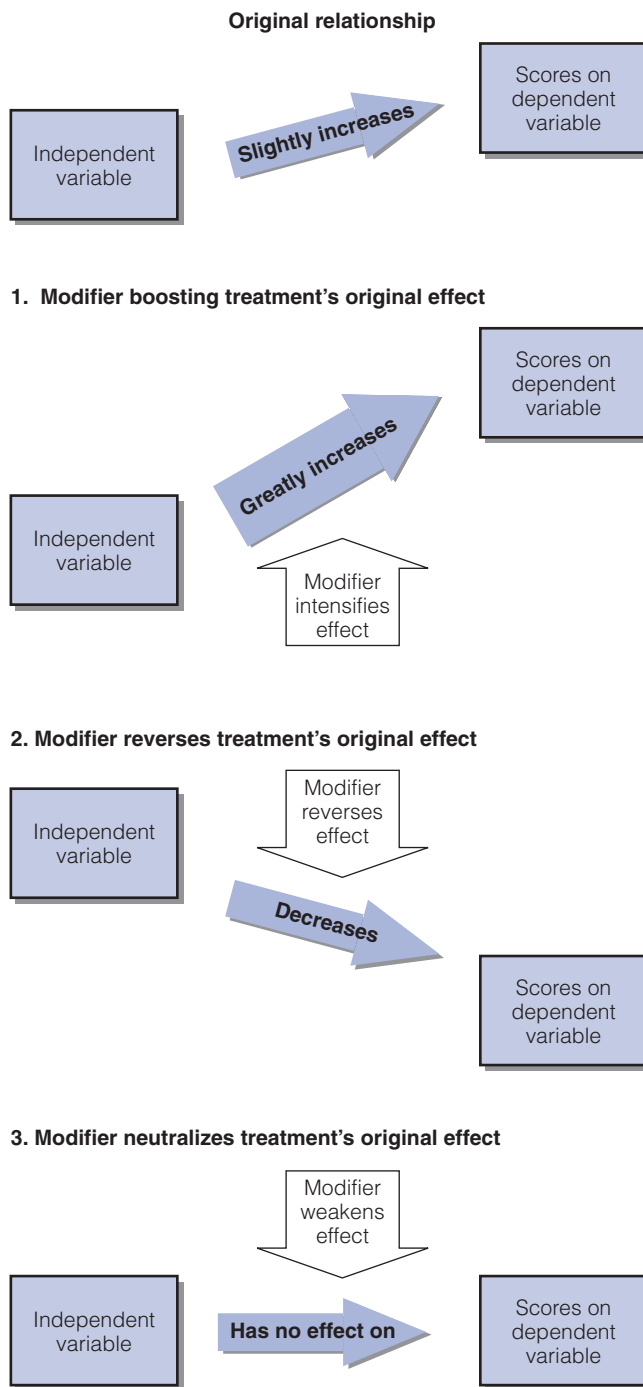 Original relationship
Independent
variable
Slightly increases
Scores on
dependent
variable
1. Modifier boosting treatment’s original effect
Scores on
dependent
variable
Greatly increases
Independent
variable
Modifier
intensifies
effect
2. Modifier reverses treatment’s original effect
Independent
variable
Modifier
reverses
effect
Decreases
Scores on
dependent
variable
3. Modifier neutralizes treatment’s original effect
Modifier
weakens
effect
Independent
variable
Has no effect on
Scores on
dependent
variable